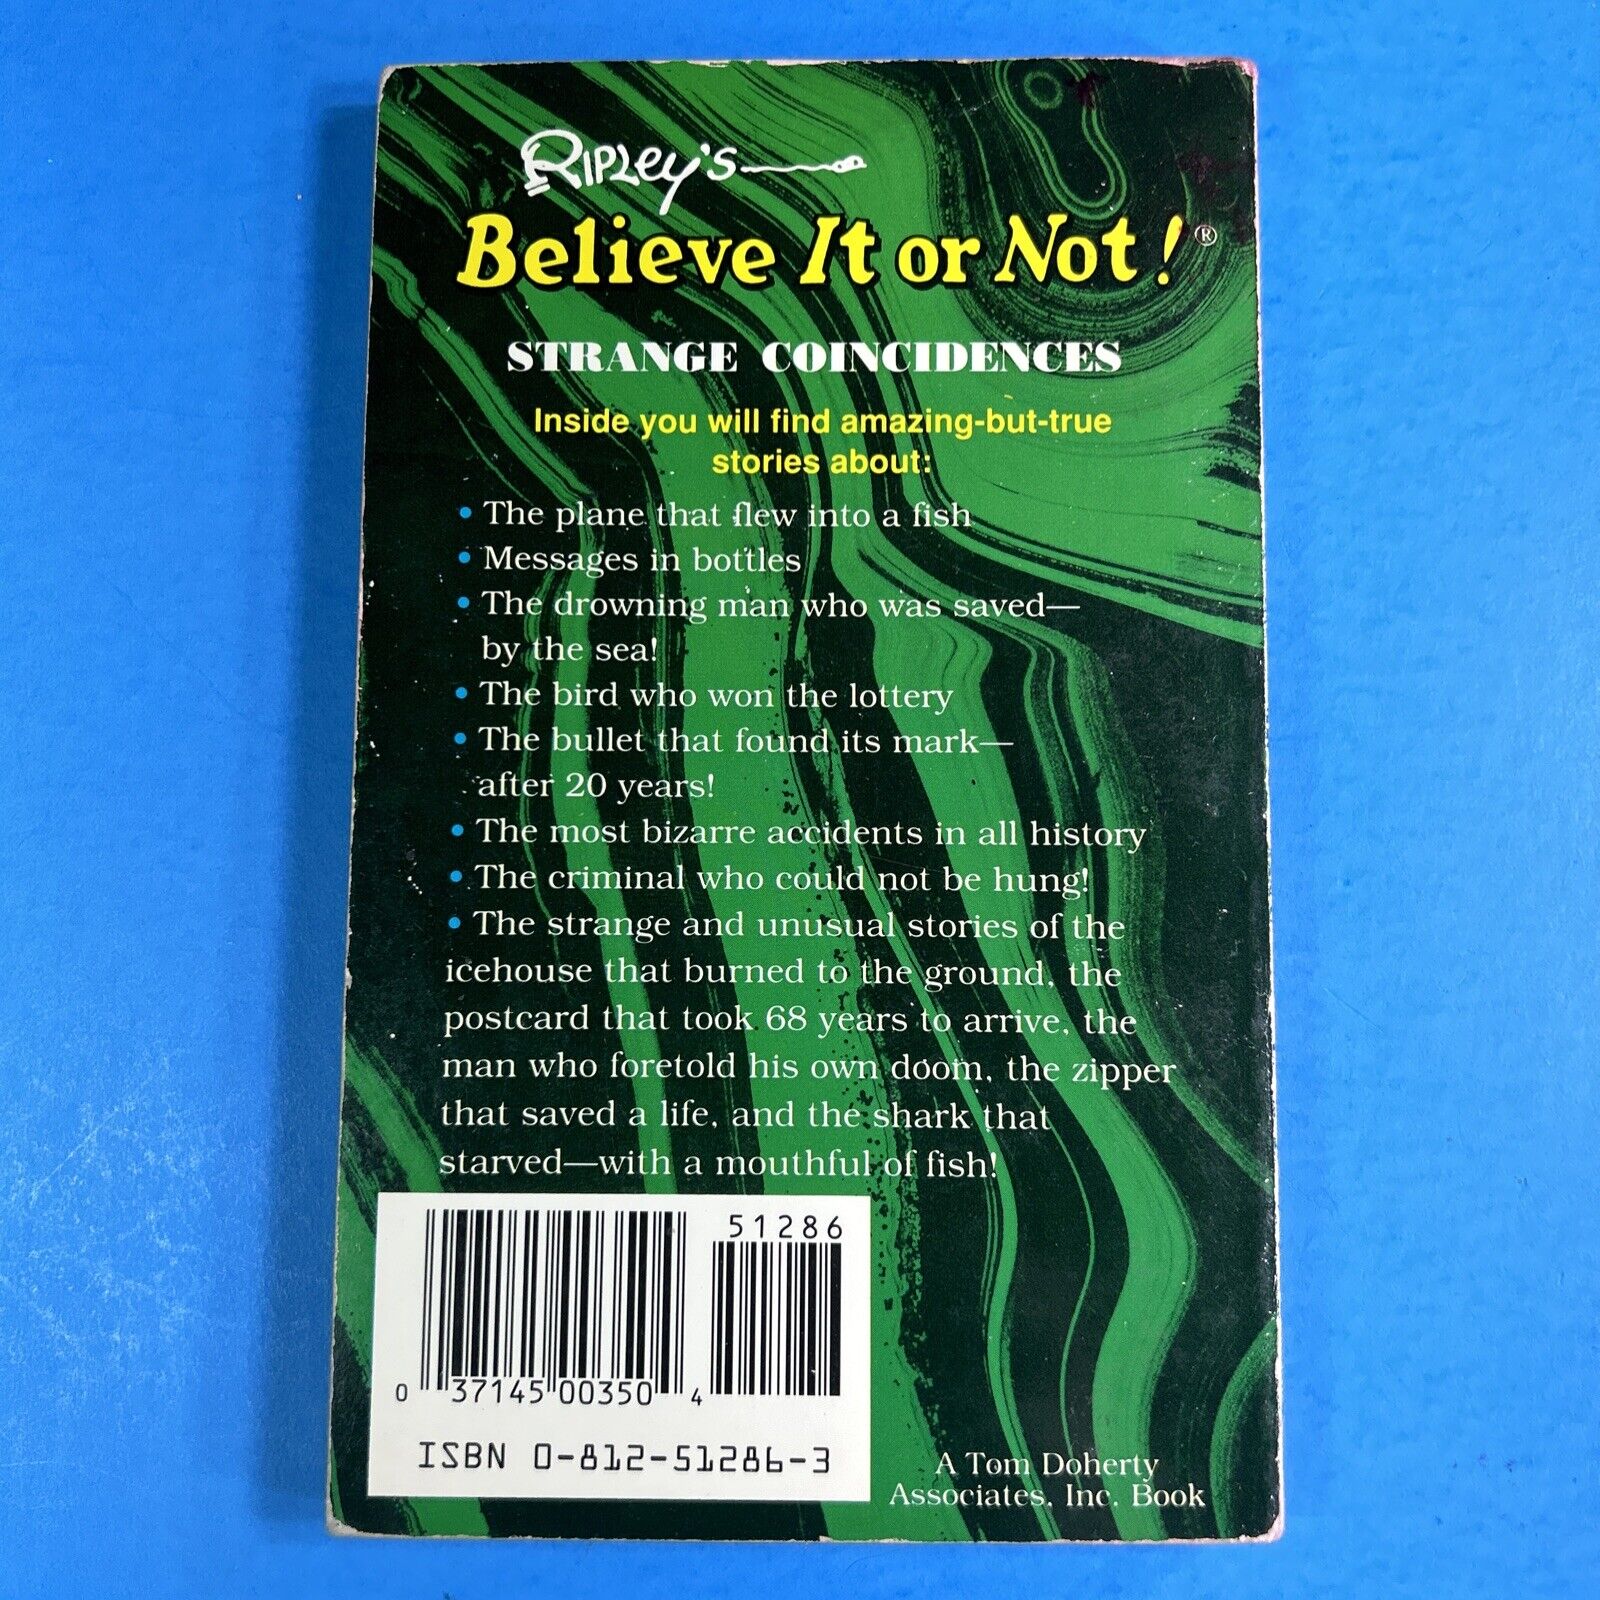 Ripley's
Believe It or Not!®
STRANGE COINCIDENCES
Inside you will find amazing-but-true
stories about:
• The plane that flew into a fish
• Messages in bottles
• The drowning man who was saved—
by the sea!
• The bird who won the lottery
• The bullet that found its mark—
after 20 years!
• The most bizarre accidents in all history
• The criminal who could not be hung!
• The strange and unusual stories of the
icehouse that burned to the ground, the
postcard that took 68 years to arrive, the
man who foretold his own doom, the zipper
that saved a life, and the shark that
starved—with a mouthful of fish!
51286
0 37145 00350 4
ISBN 0-812-51286-3
A Tom Doherty
Associates, Inc. Book